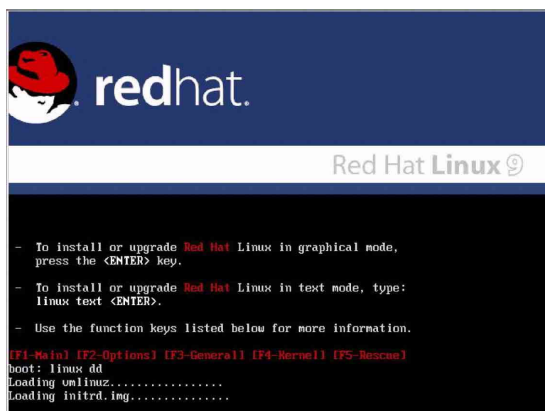 redhat.
Red Hat Linux 9
- To install or upgrade Red Hat Linux in graphical mode,
press the <ENTER> key.
- To install or upgrade Red Hat Linux in text mode, type:
linux text <ENTER>.
- Use the function keys listed below for more information.
[F1-Main] [F2-Options] [F3-General] [F4-Kernel] [F5-Rescue]
boot: linux dd
Loading vmlinuz.................
Loading initrd.img...............